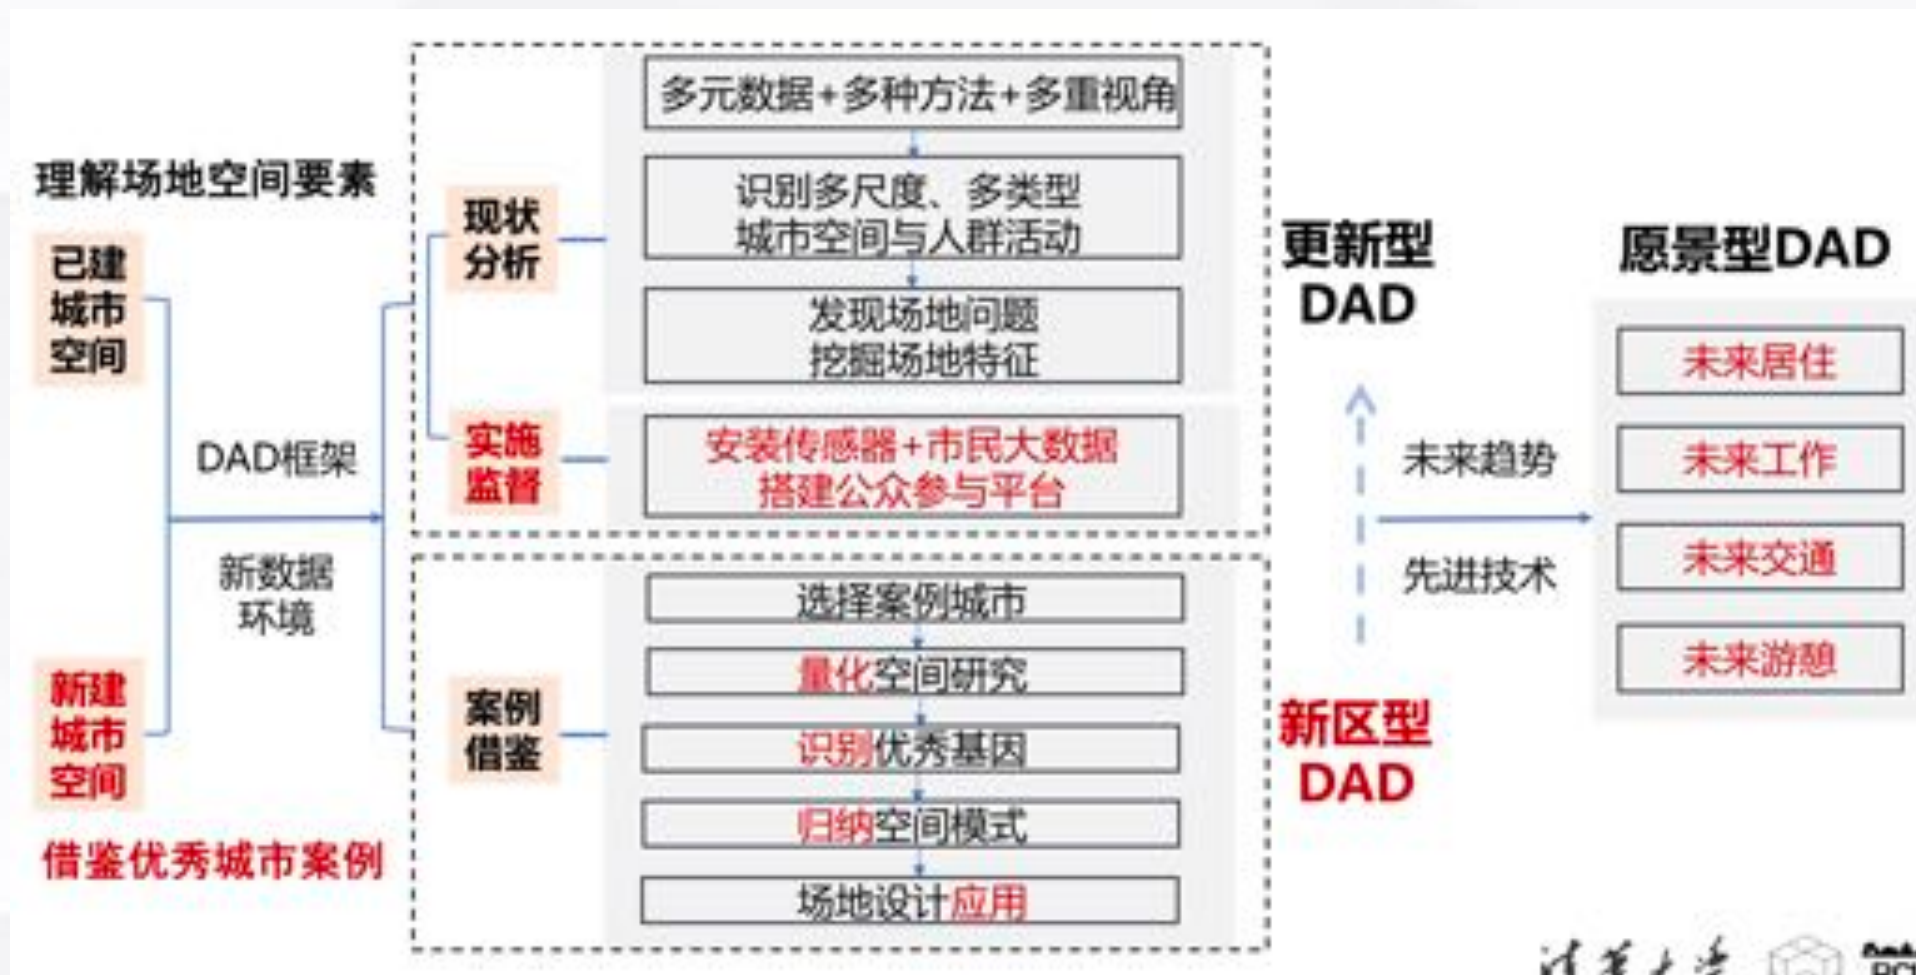 理解场地空间要素
已建
城市
空间
新建
城市
空间
借鉴优秀城市案例
DAD框架
新数据
环境
现状
分析
多元数据+多种方法+多重视角
识别多尺度、多类型
城市空间与人群活动
发现场地问题
挖掘场地特征
实施
监督
安装传感器+市民大数据
搭建公众参与平台
案例
借鉴
选择案例城市
量化空间研究
识别优秀基因
归纳空间模式
场地设计应用
更新型
DAD
新区型
DAD
未来趋势
先进技术
愿景型DAD
未来居住
未来工作
未来交通
未来游憩
清华大学